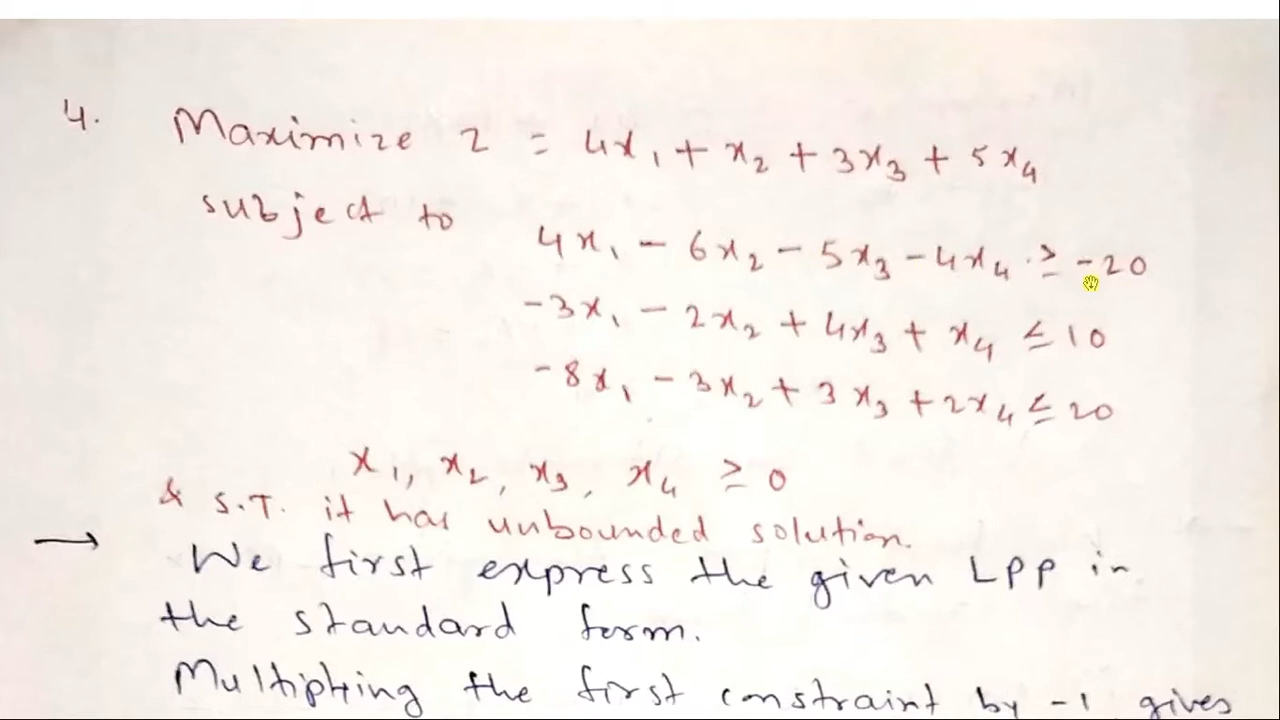 4. Maximize z = 4x₁ + x₂ + 3x₃ + 5x₄
subject to
4x₁ - 6x₂ - 5x₃ - 4x₄ ≥ -20
-3x₁ - 2x₂ + 4x₃ + x₄ ≤ 10
-8x₁ - 3x₂ + 3x₃ + 2x₄ ≤ 20
x₁, x₂, x₃, x₄ ≥ 0
& S.T. it has unbounded solution.
→ We first express the given LPP in
the standard form.
Multipling the first constraint by -1 gives